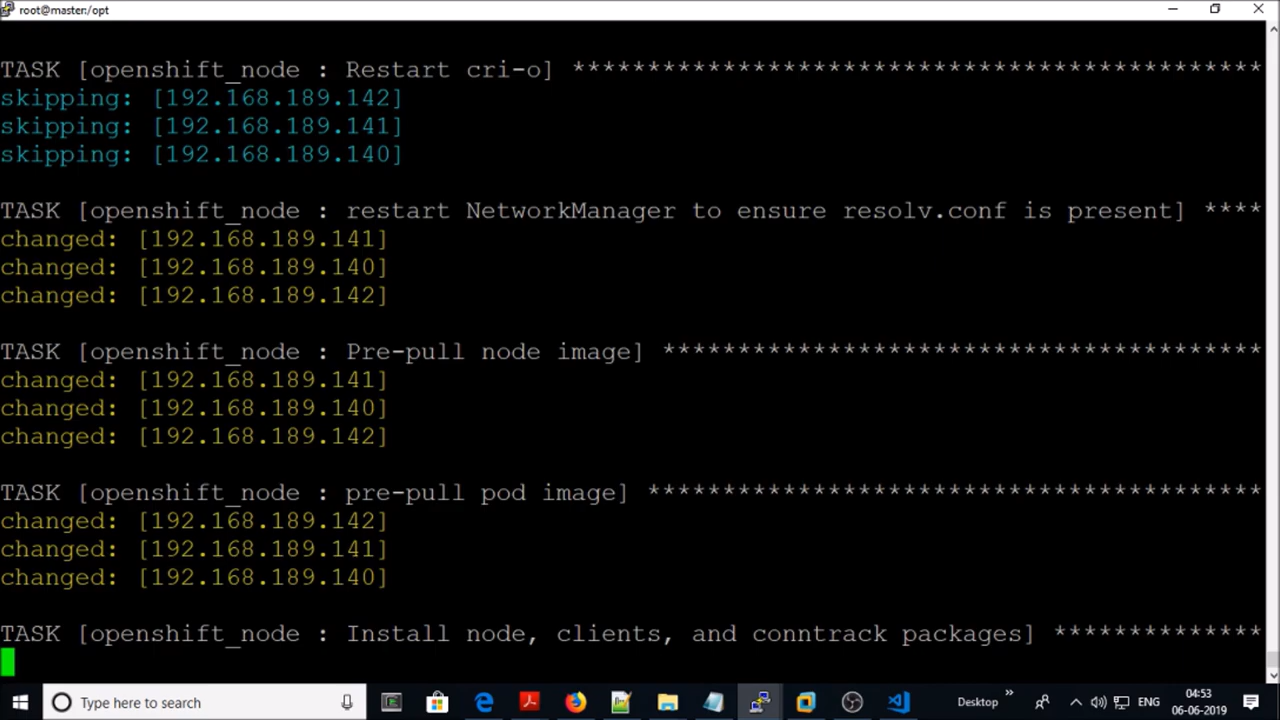 root@master:/opt
TASK [openshift_node : Restart cri-o] **********************************************
skipping: [192.168.189.142]
skipping: [192.168.189.141]
skipping: [192.168.189.140]
TASK [openshift_node : restart NetworkManager to ensure resolv.conf is present] ****
changed: [192.168.189.141]
changed: [192.168.189.140]
changed: [192.168.189.142]
TASK [openshift_node : Pre-pull node image] ****************************************
changed: [192.168.189.141]
changed: [192.168.189.140]
changed: [192.168.189.142]
TASK [openshift_node : pre-pull pod image] *****************************************
changed: [192.168.189.142]
changed: [192.168.189.141]
changed: [192.168.189.140]
TASK [openshift_node : Install node, clients, and conntrack packages] **************
Type here to search
Desktop
ENG
04:53
06-06-2019